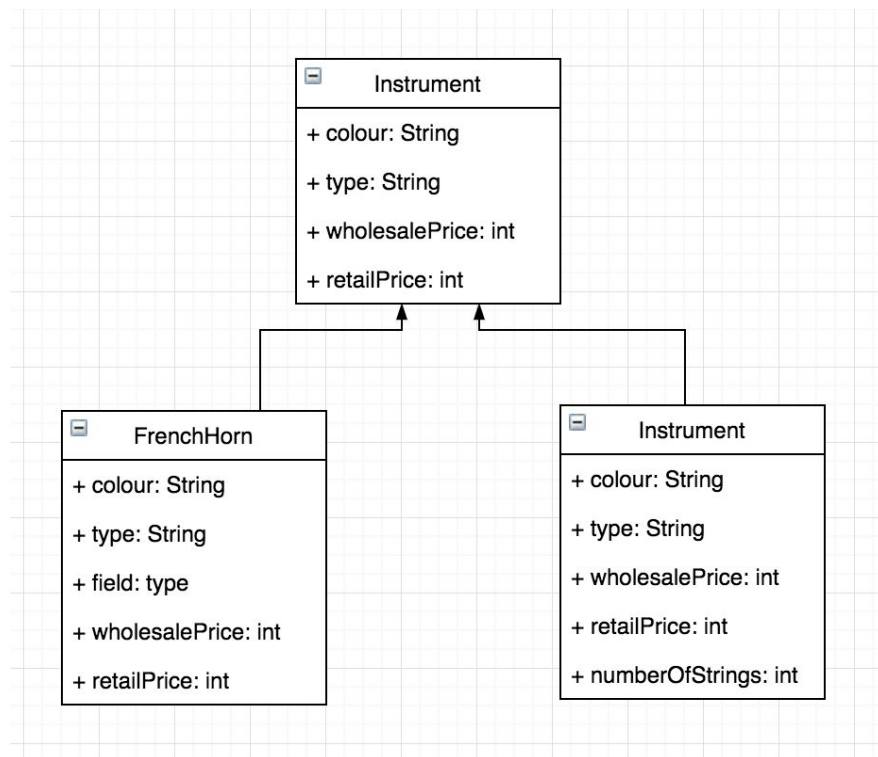 Instrument
+ colour: String
+ type: String
+ wholesalePrice: int
+ retailPrice: int
FrenchHorn
+ colour: String
+ type: String
+ field: type
+ wholesalePrice: int
+ retailPrice: int
Instrument
+ colour: String
+ type: String
+ wholesalePrice: int
+ retailPrice: int
+ numberOfStrings: int